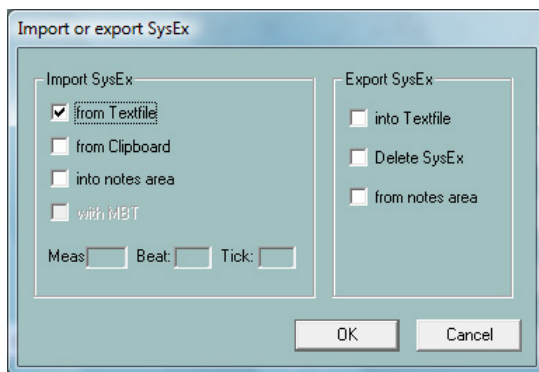 Import or export SysEx
Import SysEx
from Textfile
from Clipboard
into notes area
with MBT
Meas Beat: Tick:
Export SysEx
into Textfile
Delete SysEx
from notes area
OK Cancel